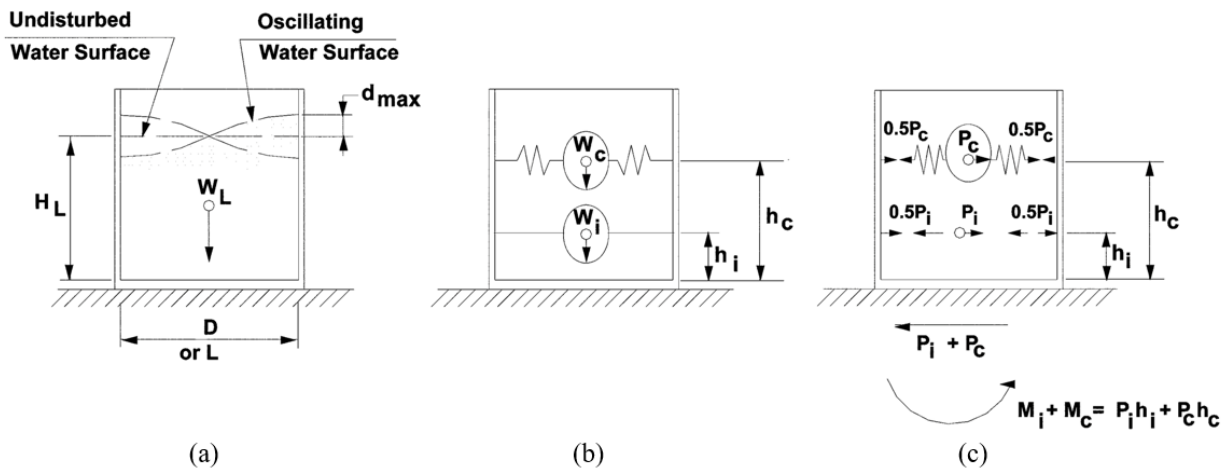 Undisturbed
Water Surface
Oscillating
Water Surface
d max
H L
W L
D
or L
(a)
W c
W i
h c
h i
(b)
0.5P c
P c
0.5P c
0.5P i
P i
0.5P i
h c
h i
P i + P c
M i + M c = P i h i + P c h c
(c)